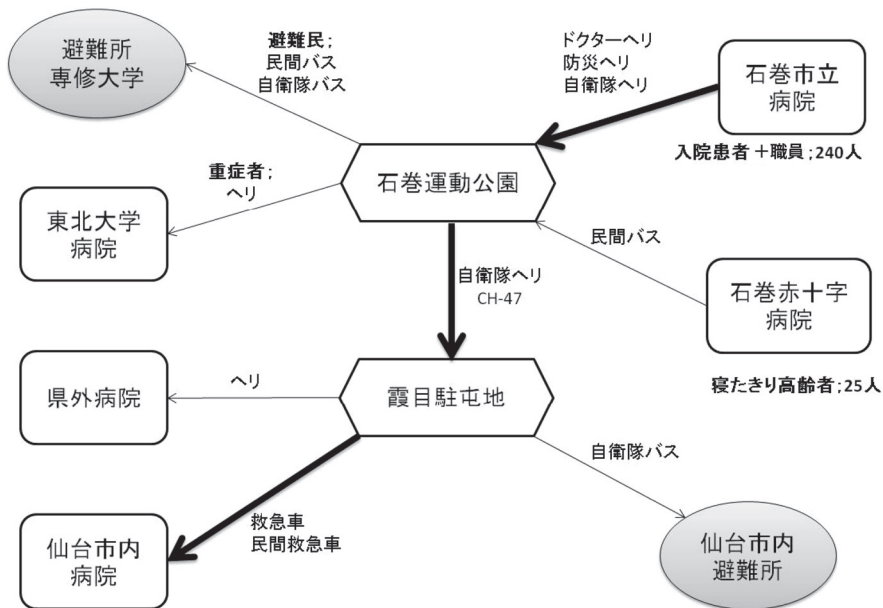 避難所
専修大学
避難民；
民間バス
自衛隊バス
ドクターヘリ
防災ヘリ
自衛隊ヘリ
石巻市立
病院
入院患者＋職員；240人
重症者；
ヘリ
東北大学
病院
石巻運動公園
民間バス
自衛隊ヘリ
CH-47
石巻赤十字
病院
寝たきり高齢者；25人
県外病院
ヘリ
霞目駐屯地
自衛隊バス
救急車
民間救急車
仙台市内
病院
仙台市内
避難所